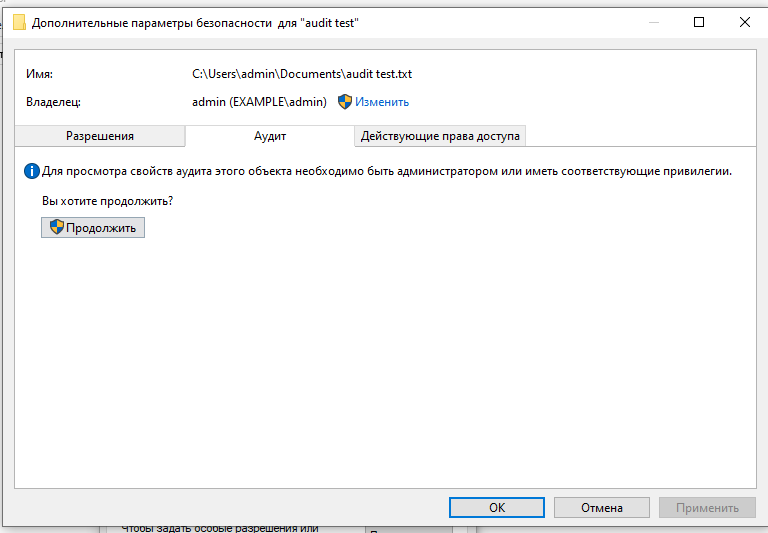 Дополнительные параметры безопасности для "audit test"
Имя: C:\Users\admin\Documents\audit test.txt
Владелец: admin (EXAMPLE\admin) Изменить
Разрешения Аудит Действующие права доступа
Для просмотра свойств аудита этого объекта необходимо быть администратором или иметь соответствующие привилегии.
Вы хотите продолжить?
Продолжить
ОК Отмена Применить
Чтобы задать особые разрешения или